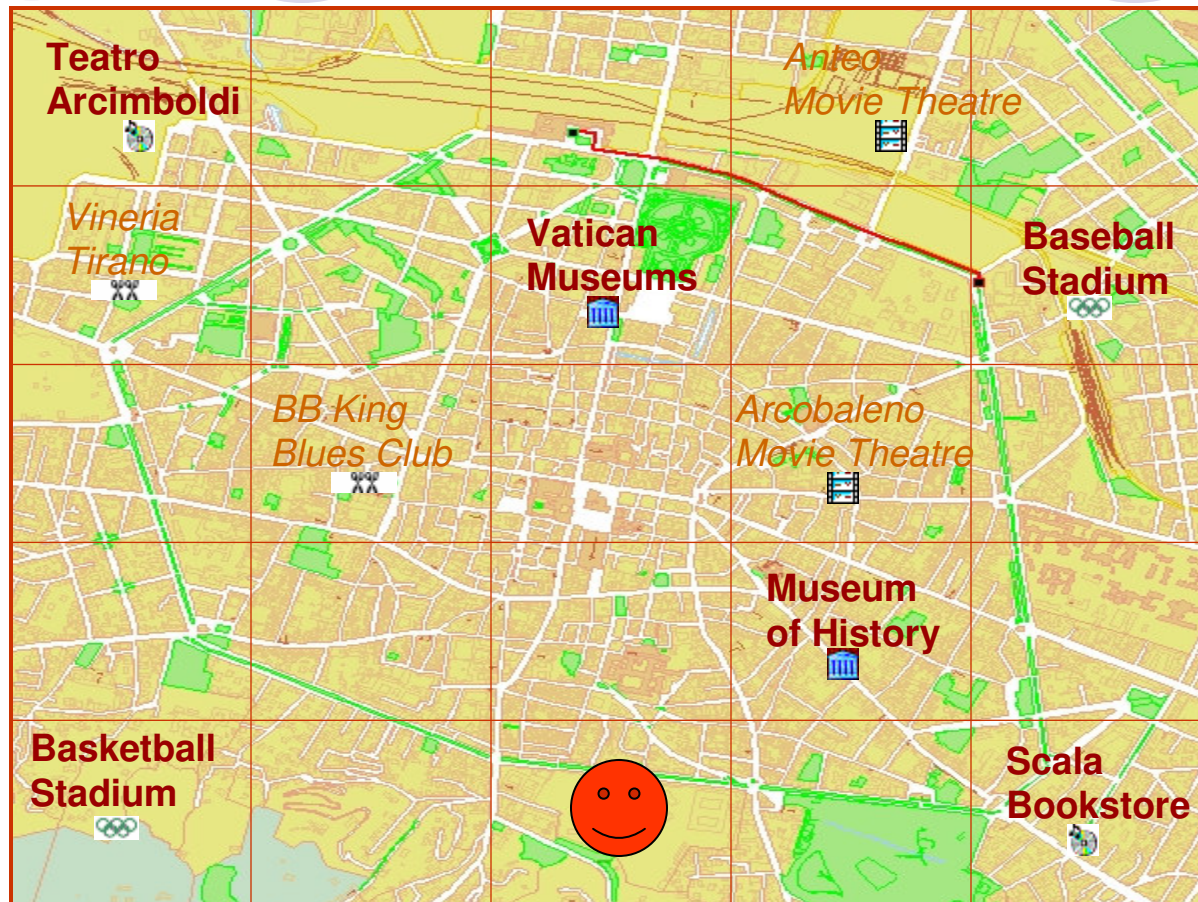 Teatro
Arcimboldi
Anteo
Movie Theatre
Vineria
Tirano
Vatican
Museums
Baseball
Stadium
BB King
Blues Club
Arcobaleno
Movie Theatre
Museum
of History
Basketball
Stadium
Scala
Bookstore